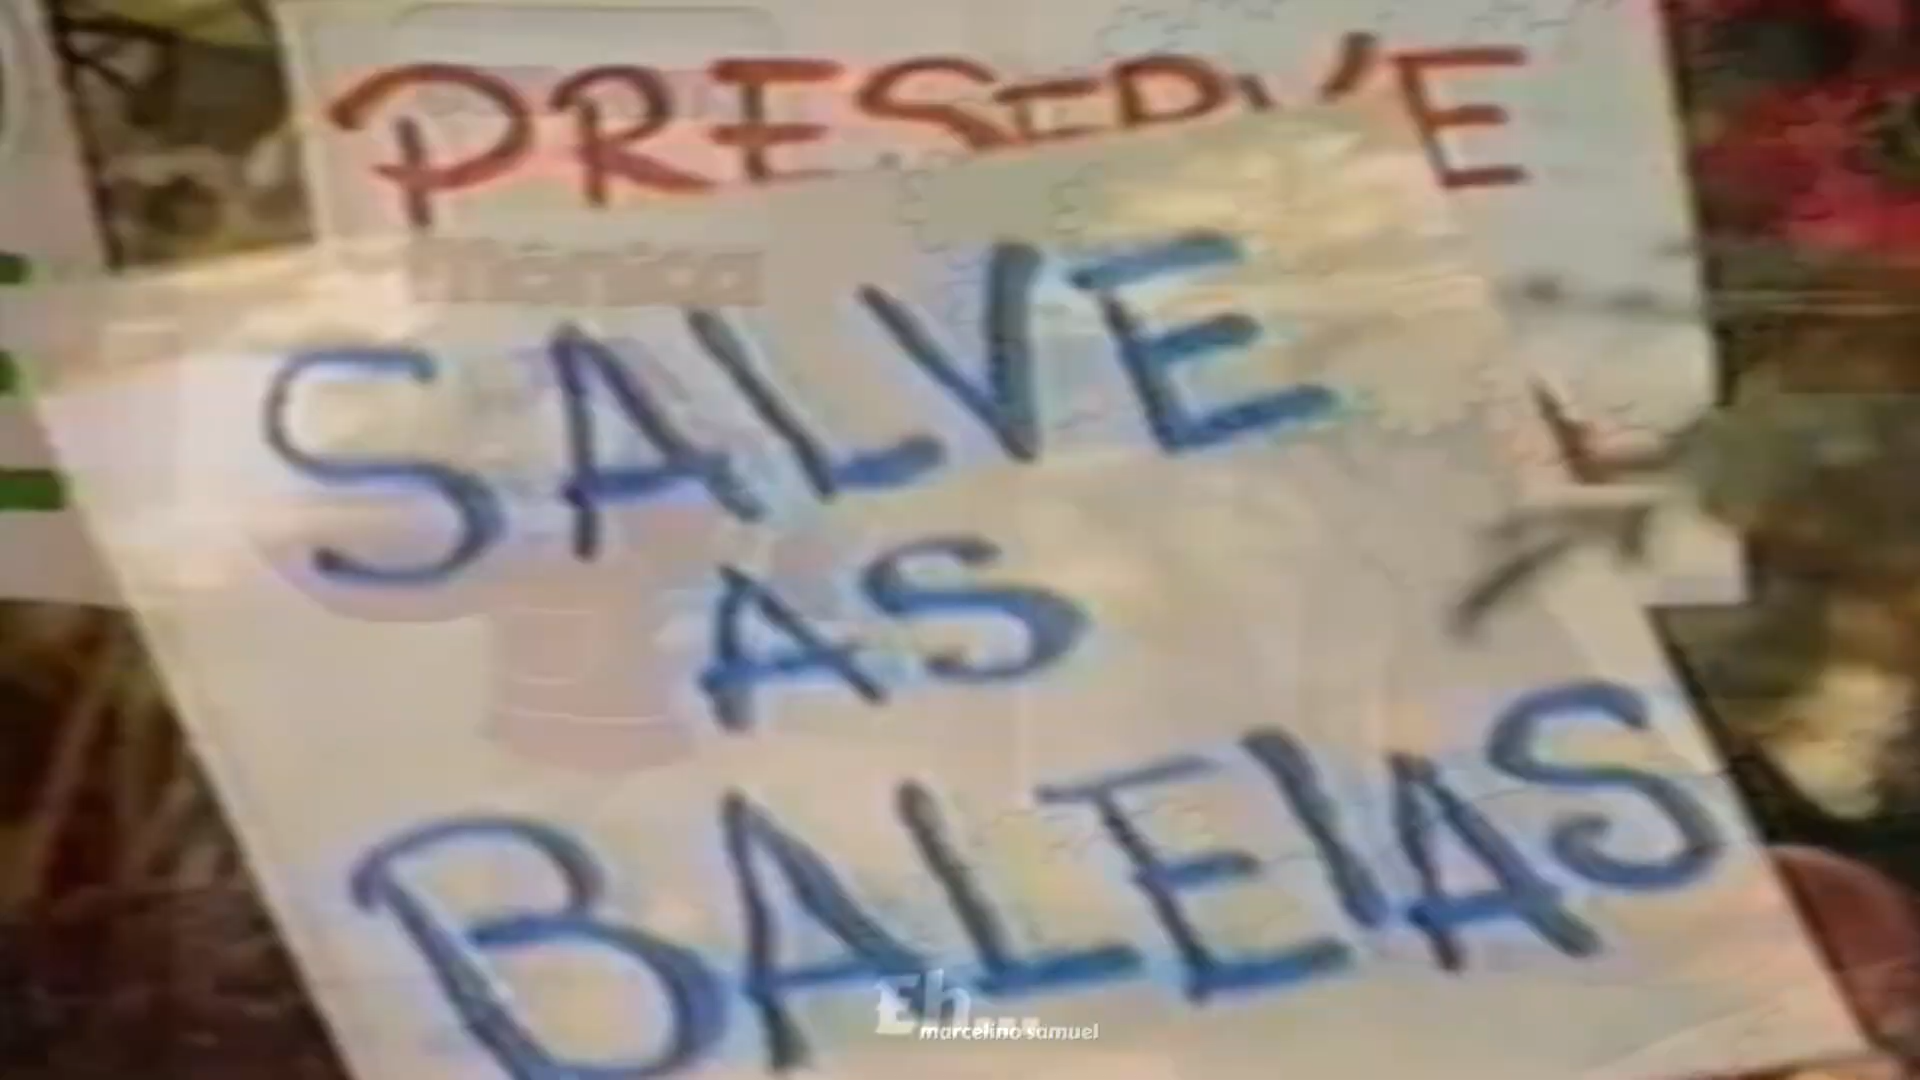 PRESERVE
SALVE
AS
BALEIAS
Eh...
marcelino samuel